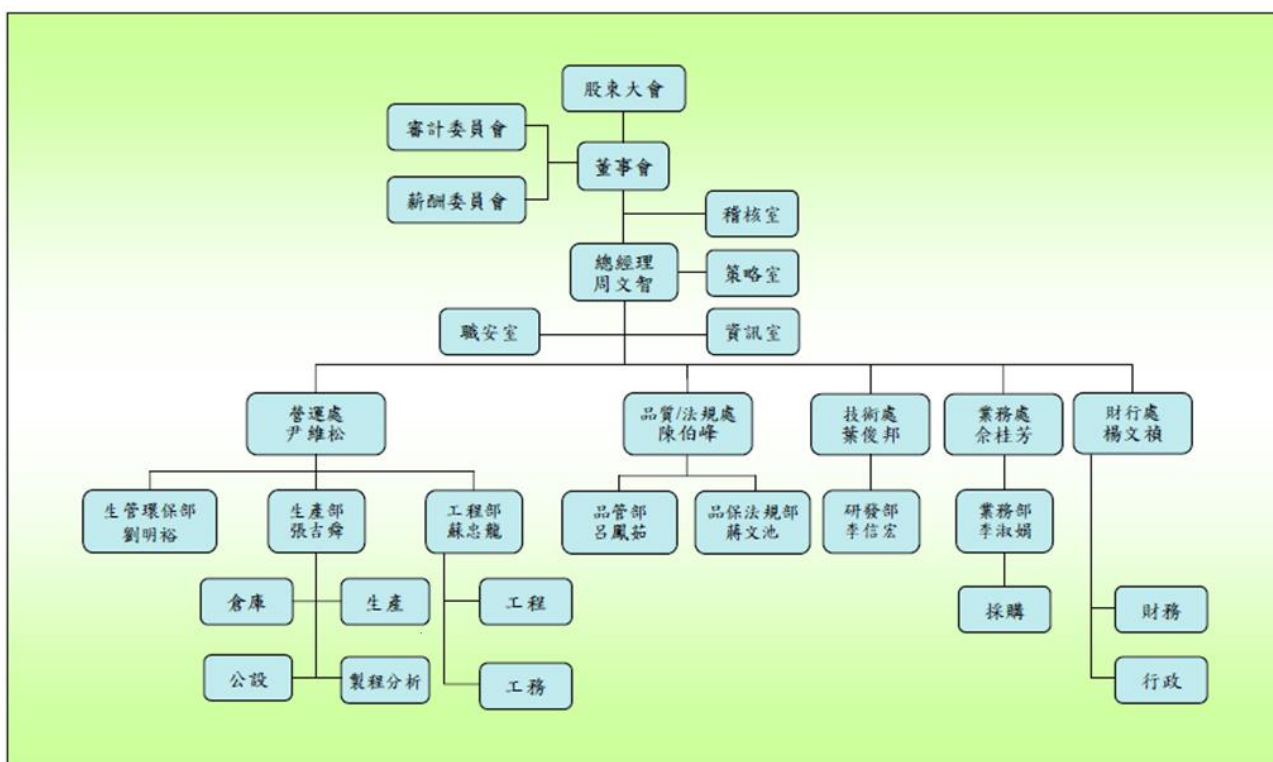 股東大會
審計委員會
董事會
薪酬委員會
稽核室
總經理
周文智
策略室
職安室
資訊室
營運處
尹維松
品質/法規處
陳伯峰
技術處
葉俊邦
業務處
佘桂芳
財行處
楊文禎
生管環保部
劉明裕
生產部
張吉舜
工程部
蘇忠龍
品管部
呂鳳茹
品保法規部
蔣文池
研發部
李信宏
業務部
李淑娟
倉庫
生產
工程
採購
財務
公設
製程分析
工務
行政